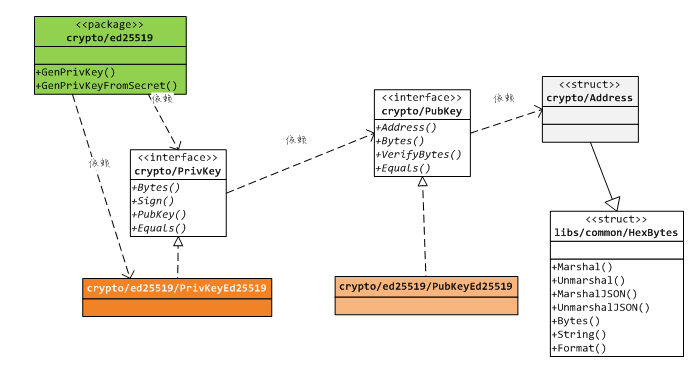 <<package>>
crypto/ed25519
+GenPrivKey()
+GenPrivKeyFromSecret()
依赖
依赖
<<interface>>
crypto/PrivKey
+Bytes()
+Sign()
+PubKey()
+Equals()
crypto/ed25519/PrivKeyEd25519
依赖
<<interface>>
crypto/PubKey
+Address()
+Bytes()
+VerifyBytes()
+Equals()
crypto/ed25519/PubKeyEd25519
依赖
<<struct>>
crypto/Address
<<struct>>
libs/common/HexBytes
+Marshal()
+Unmarshal()
+MarshalJSON()
+UnmarshalJSON()
+Bytes()
+String()
+Format()